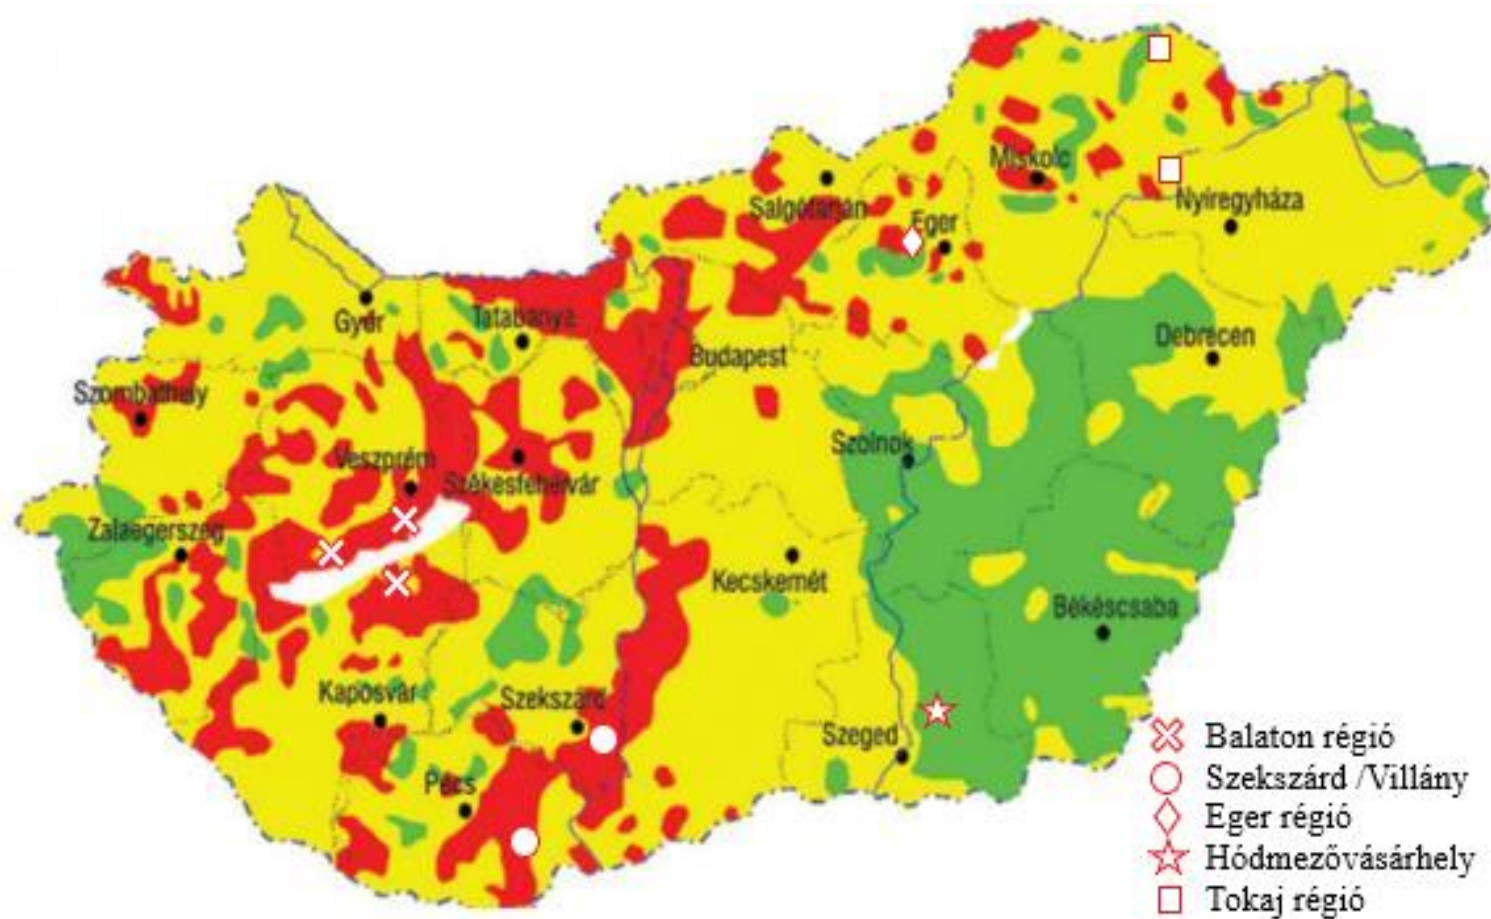 Miskolc
Salgótarján
Nyíregyháza
Eger
Győr
Tatabánya
Debrecen
Budapest
Szombathely
Szolnok
Veszprém
Székesfehérvár
Zalaegerszeg
Kecskemét
Békéscsaba
Kaposvár
Szekszárd
Szeged
Pécs
Balaton régió
Szekszárd /Villány
Eger régió
Hódmezővásárhely
Tokaj régió